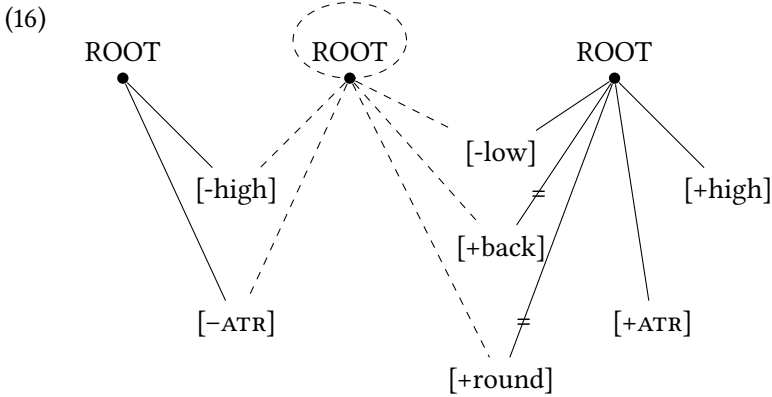 (16)
ROOT ROOT ROOT
[-low]
[-high] [+high]
[+back]
=
[−ATR] = [+ATR]
[+round]